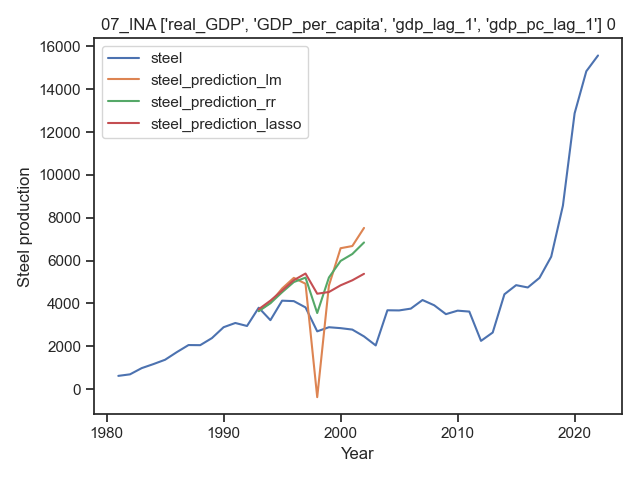 07_INA ['real_GDP', 'GDP_per_capita', 'gdp_lag_1', 'gdp_pc_lag_1'] 0
steel
steel_prediction_lm
steel_prediction_rr
steel_prediction_lasso
Steel production
16000
14000
12000
10000
8000
6000
4000
2000
0
1980
1990
2000
2010
2020
Year